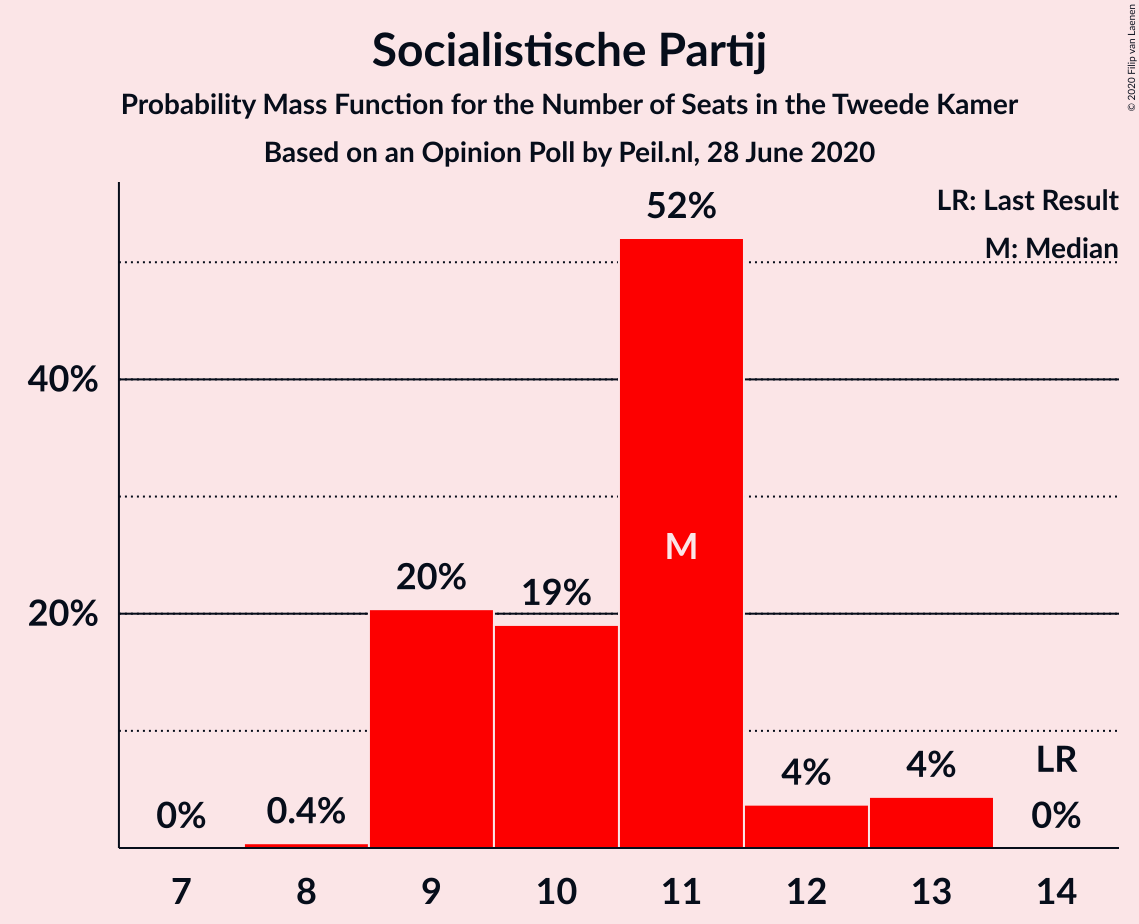 Socialistische Partij
Probability Mass Function for the Number of Seats in the Tweede Kamer
Based on an Opinion Poll by Peil.nl, 28 June 2020
© 2020 Filip van Laenen
LR: Last Result
M: Median
52%
40%
M
20%
19%
20%
0%
0.4%
4%
4%
LR
0%
7 8 9 10 11 12 13 14